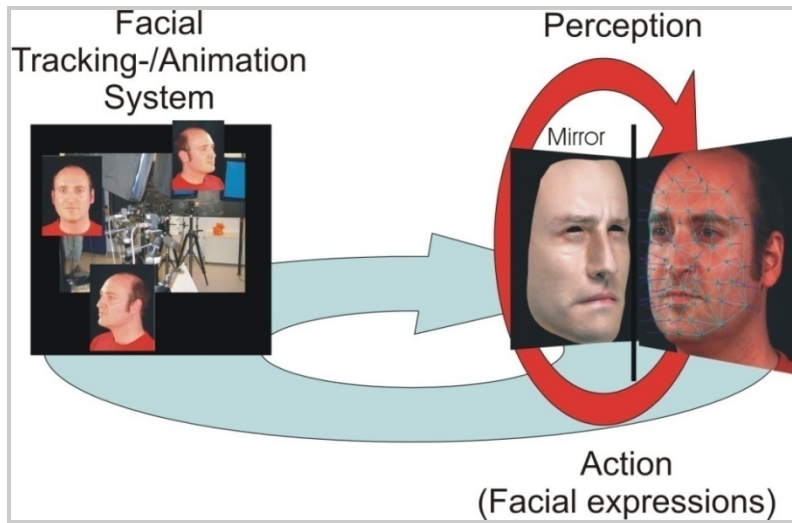 Facial
Tracking-/Animation
System
Perception
Mirror
Action
(Facial expressions)